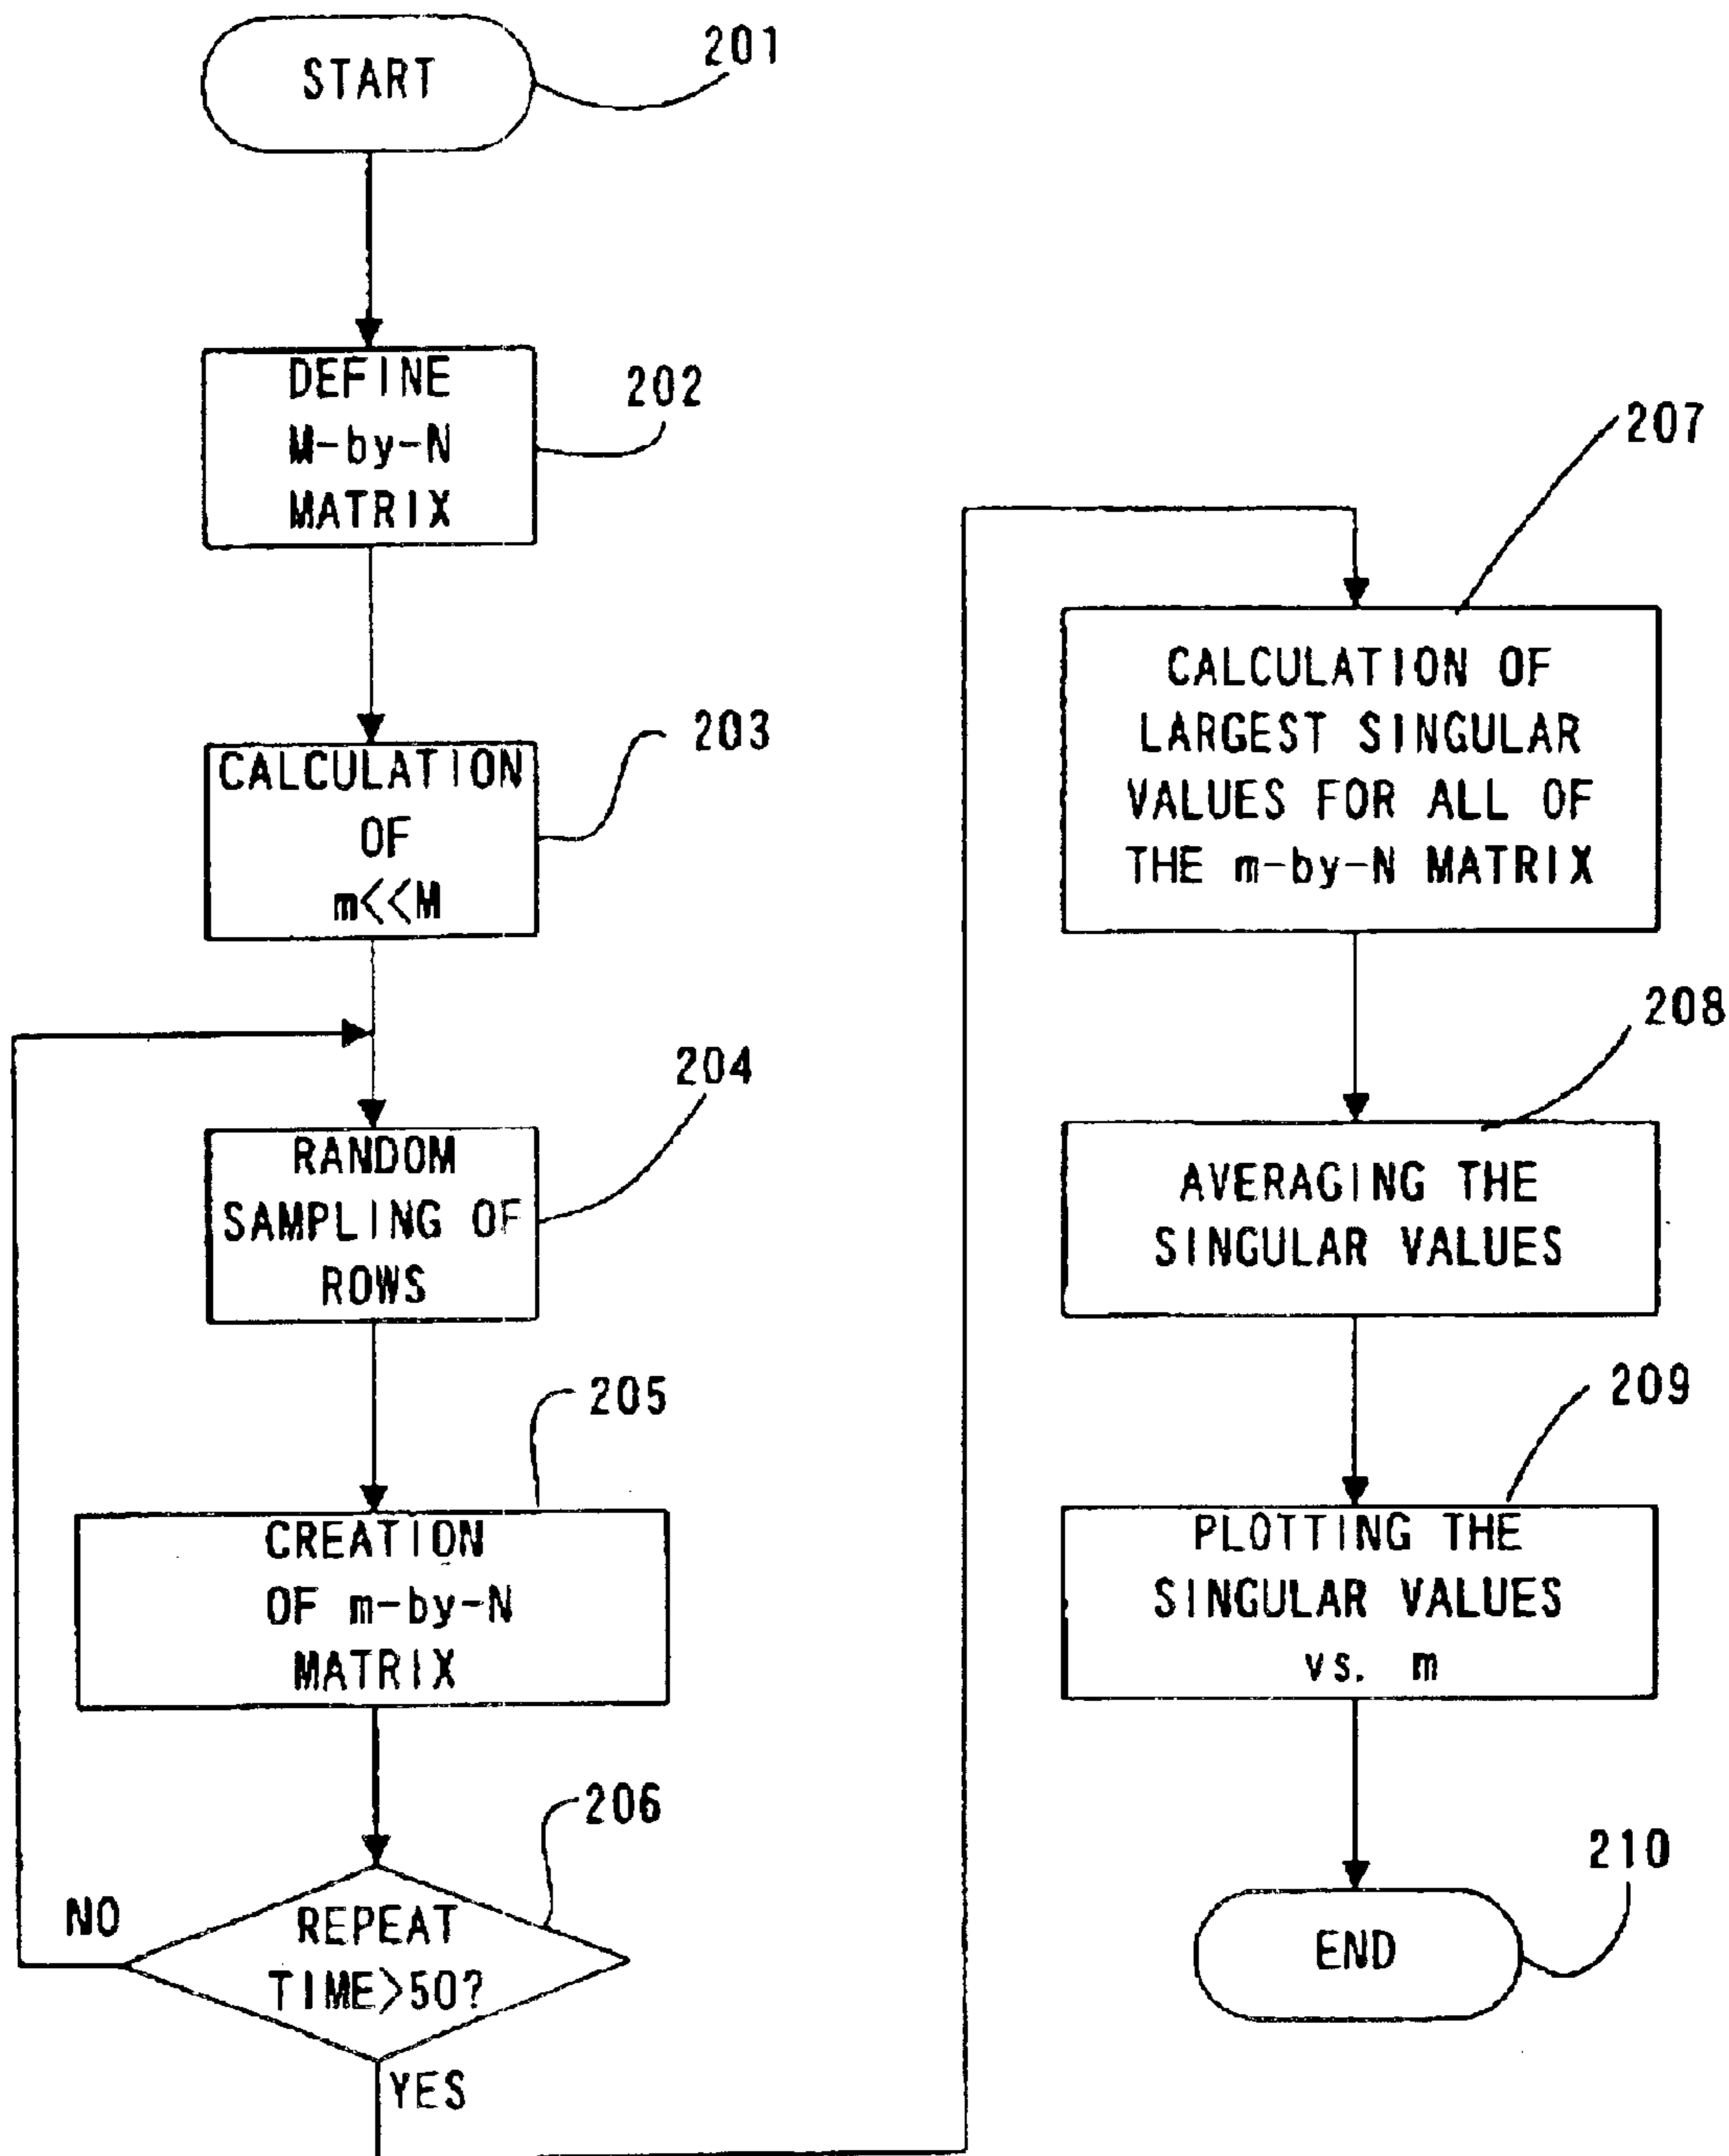 START
201
DEFINE
M-by-N
MATRIX
202
CALCULATION
OF
m<<M
203
RANDOM
SAMPLING OF
ROWS
204
CREATION
OF m-by-N
MATRIX
205
REPEAT
TIME>50?
206
NO
YES
207
CALCULATION OF
LARGEST SINGULAR
VALUES FOR ALL OF
THE m-by-N MATRIX
208
AVERAGING THE
SINGULAR VALUES
209
PLOTTING THE
SINGULAR VALUES
vs. m
210
END